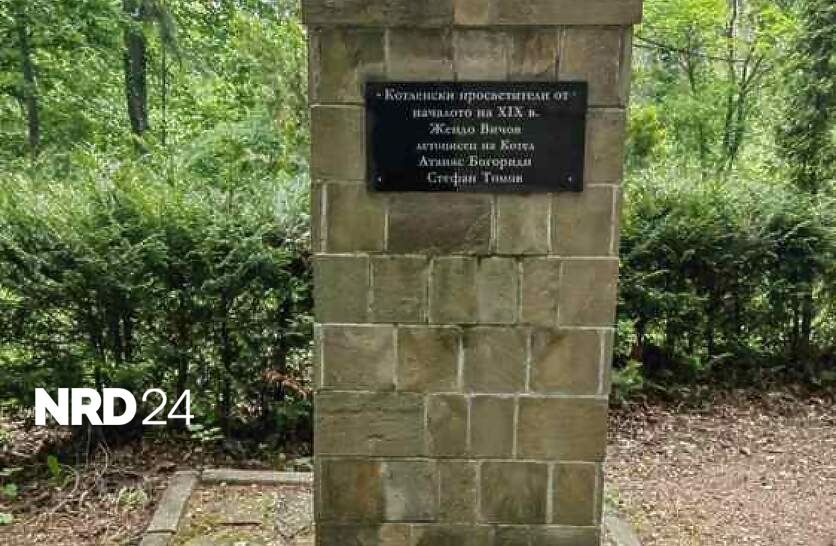 Котленски просветители от
началото на XIX в.
Жендо Вичов
летописец на Котел
Атанас Богориди
Стефан Томов
NRD24